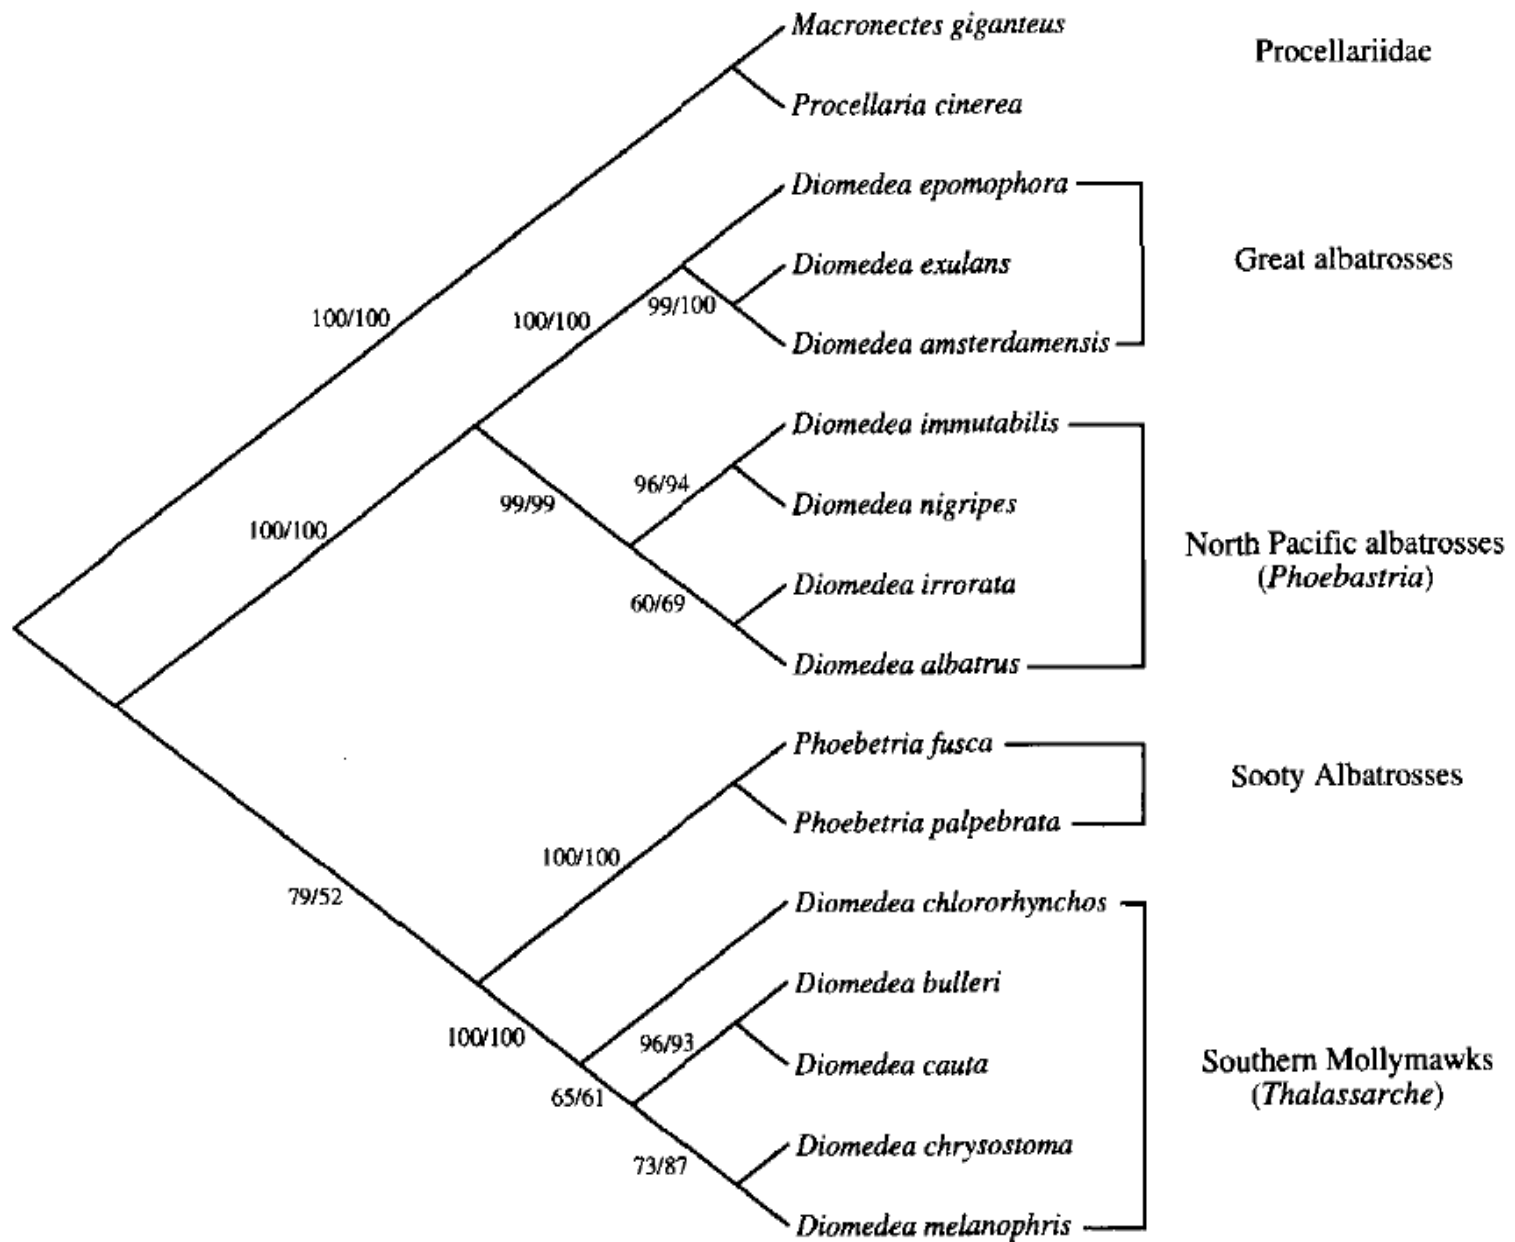 Macronectes giganteus
Procellariidae
Procellaria cinerea
Diomedea epomophora
Great albatrosses
Diomedea exulans
99/100
100/100
100/100
Diomedea amsterdamensis
Diomedea immutabilis
96/94
99/99
Diomedea nigripes
100/100
North Pacific albatrosses
(Phoebastria)
Diomedea irrorata
60/69
Diomedea albatrus
Phoebetria fusca
Sooty Albatrosses
Phoebetria palpebrata
100/100
79/52
Diomedea chlororhynchos
Diomedea bulleri
100/100
96/93
Diomedea cauta
Southern Mollymawks
(Thalassarche)
65/61
Diomedea chrysostoma
73/87
Diomedea melanophris